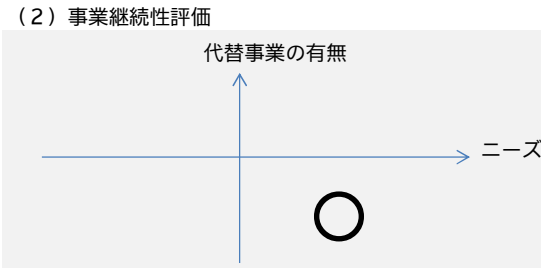 （２）事業継続性評価
代替事業の有無
ニーズ